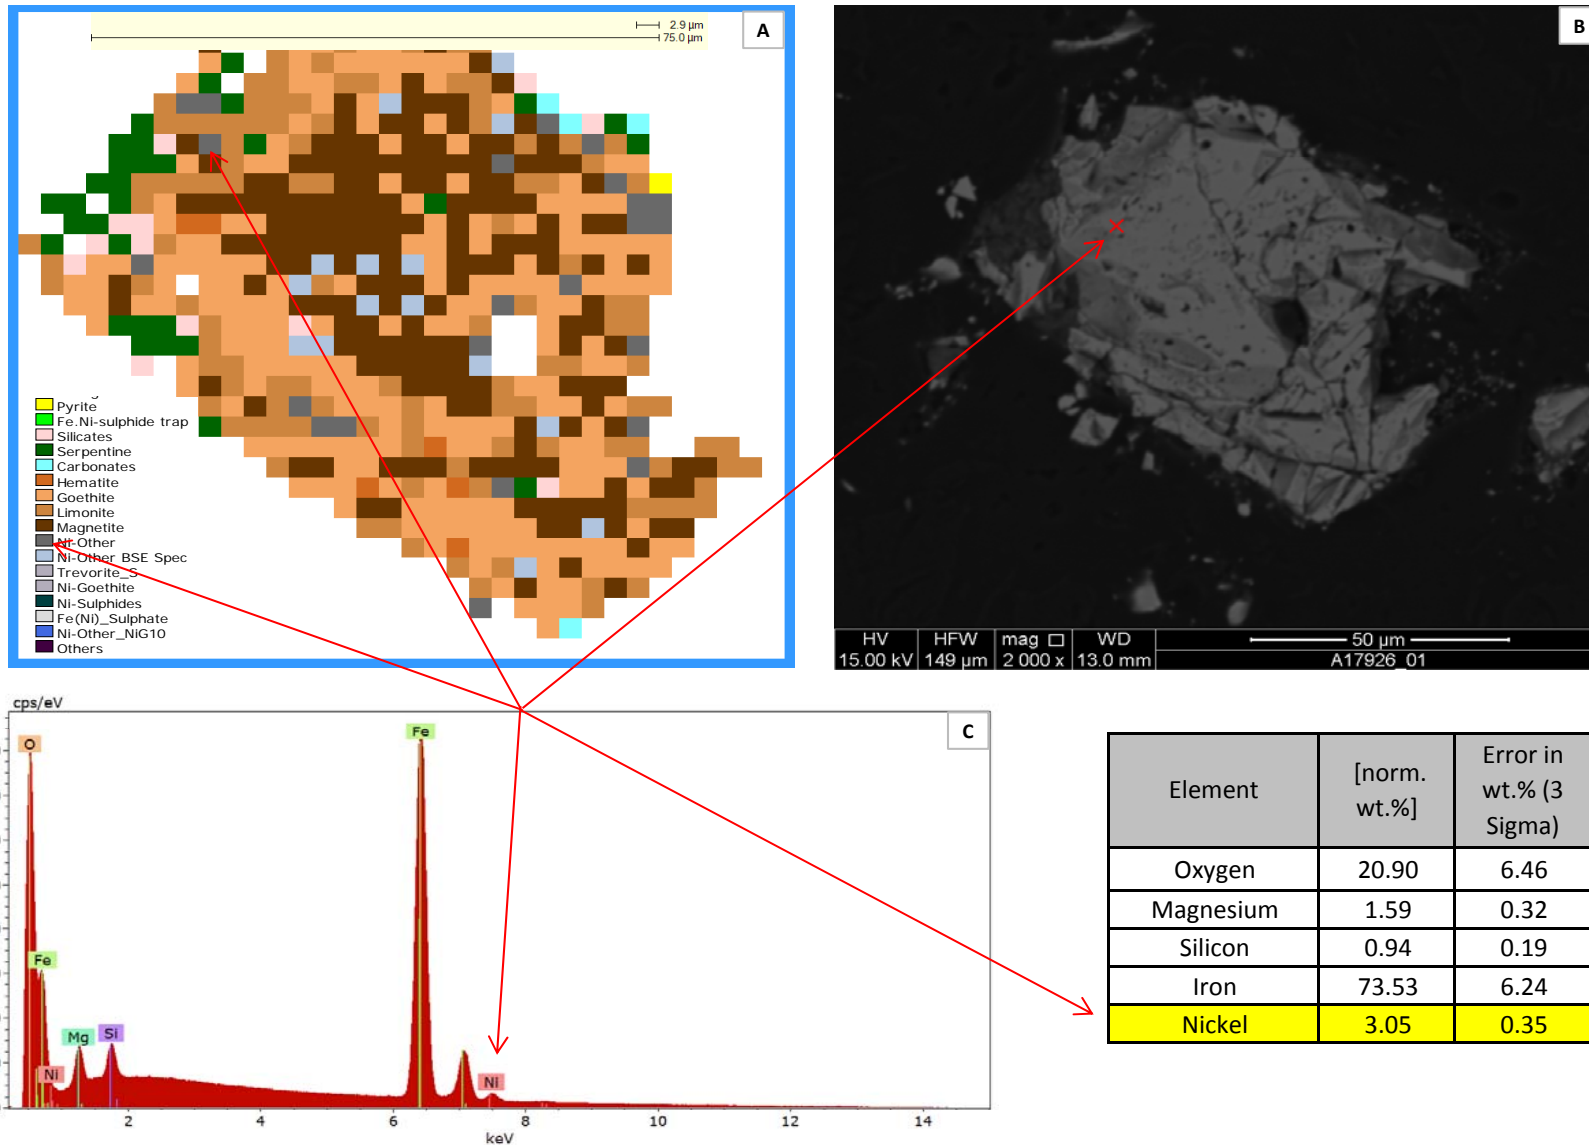 2.9 µm
75.0 µm
A
Pyrite
Fe.Ni-sulphide trap
Silicates
Serpentine
Carbonates
Hematite
Goethite
Limonite
Magnetite
Ni-Other
Ni-Other BSE Spec
Trevorite_S
Ni-Goethite
Ni-Sulphides
Fe(Ni)_Sulphate
Ni-Other_NiG10
Others
B
HV HFW mag WD 50 µm
15.00 kV 149 µm 2 000 x 13.0 mm A17926_01
cps/eV
C
O
Fe
Fe
Mg
Si
Ni
Ni
2 4 6 8 10 12 14
keV
Element [norm. wt.%] Error in wt.% (3 Sigma)
Oxygen 20.90 6.46
Magnesium 1.59 0.32
Silicon 0.94 0.19
Iron 73.53 6.24
Nickel 3.05 0.35